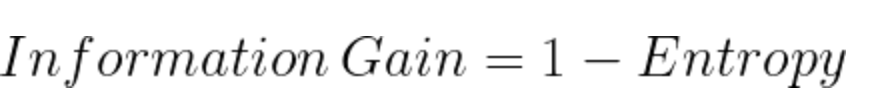 Information Gain = 1 − Entropy